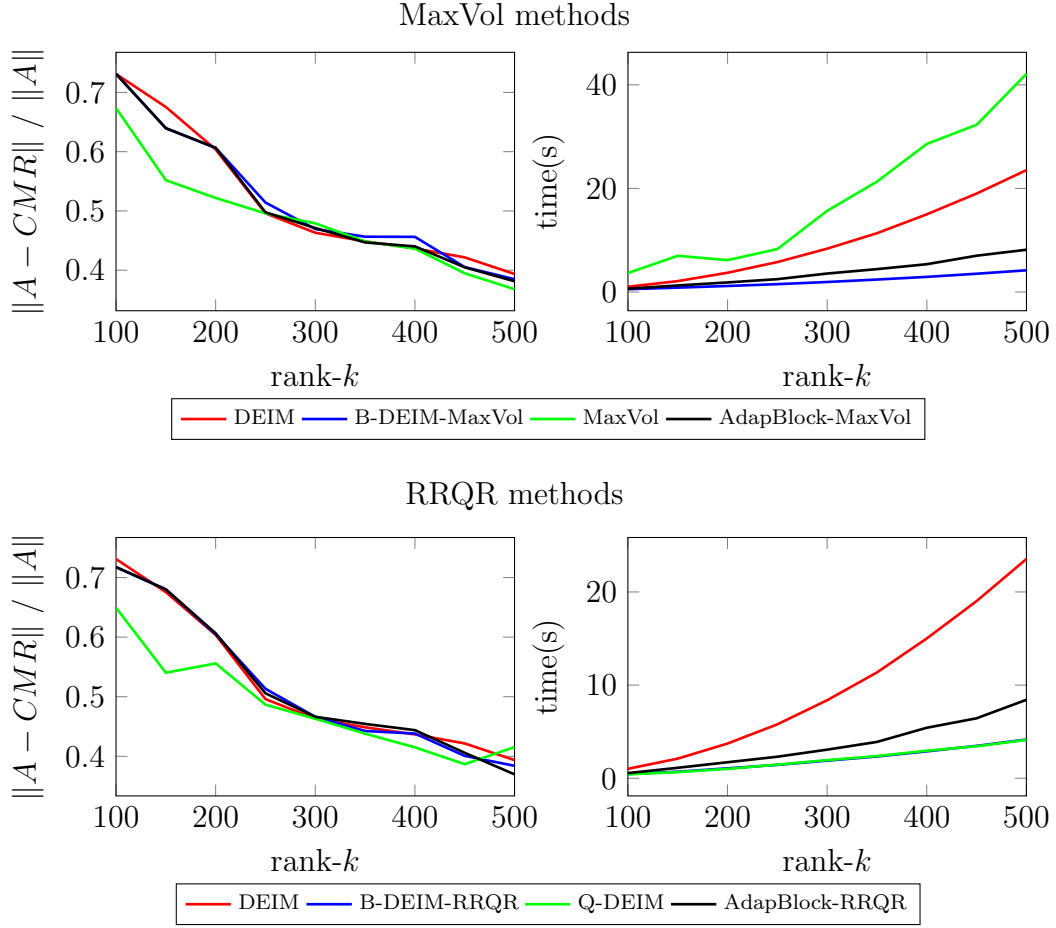 MaxVol methods
∥A − CMR∥ / ∥A∥
0.7
0.6
0.5
0.4
100 200 300 400 500
rank-k
time(s)
40
20
0
100 200 300 400 500
rank-k
DEIM B-DEIM-MaxVol MaxVol AdapBlock-MaxVol
RRQR methods
∥A − CMR∥ / ∥A∥
0.7
0.6
0.5
0.4
100 200 300 400 500
rank-k
time(s)
20
10
0
100 200 300 400 500
rank-k
DEIM B-DEIM-RRQR Q-DEIM AdapBlock-RRQR